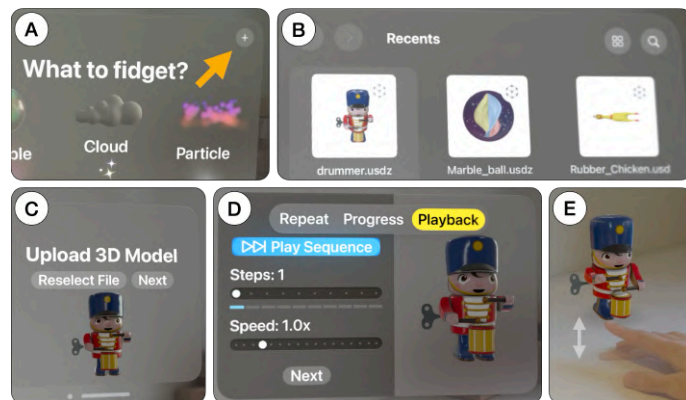 A
What to fidget?
ble
Cloud
Particle
B
Recents
drummer.usdz
Marble_ball.usdz
Rubber_Chicken.usd
C
Upload 3D Model
Reselect File Next
D
Repeat Progress Playback
Play Sequence
Steps: 1
Speed: 1.0x
Next
E